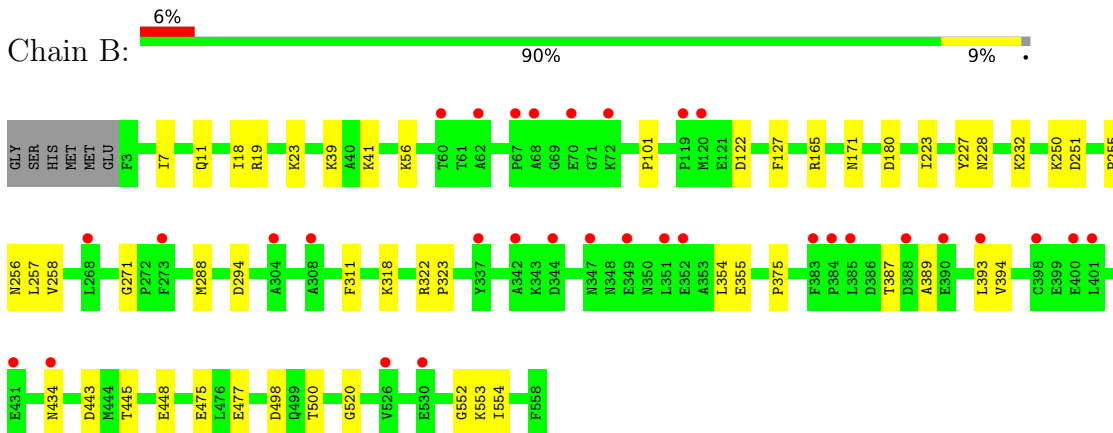 6%
Chain B:
90% 9% •
GLY SER HIS MET MET GLU F3 I7 Q11 I18 R19 K23 K39 A40 K41 K56 T60 T61 A62 P67 A68 G69 E70 G71 K72 P101 P119 M120 E121 D122 F127 R165 N171 D180 I223 Y227 N228 K232 K250 D251
N256 L257 V258 L268 G271 P272 F273 M288 D294 A304 A308 F311 K318 R322 P323 Y337 A342 K343 D344 N347 N348 E349 N350 L351 E352 A353 L354 E355 P375 F383 P384 L385 D386 T387 D388 A389 E390 L393 V394 C398 E399 E400 L401
E431 N434 D443 M444 T445 E448 E475 L476 E477 D498 Q499 T500 G520 V526 E530 G552 K553 I554 F558